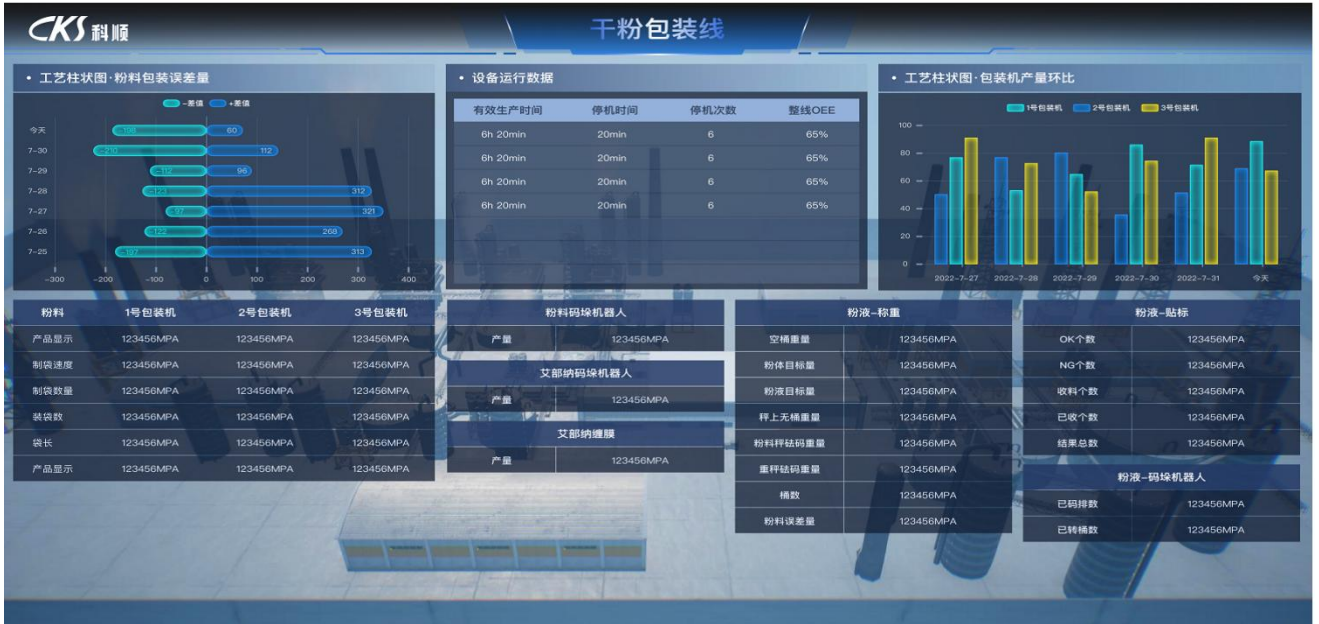 CKS 科顺
干粉包装线
• 工艺柱状图·粉料包装误差量
-差值 +差值
今天 -198 60
7-30 -210 112
7-29 -112 96
7-28 -123 312
7-27 -97 321
7-26 -122 268
7-25 -197 313
-300 -200 -100 0 100 200 300 400
• 设备运行数据
有效生产时间 停机时间 停机次数 整线OEE
6h 20min 20min 6 65%
6h 20min 20min 6 65%
6h 20min 20min 6 65%
6h 20min 20min 6 65%
• 工艺柱状图·包装机产量环比
1号包装机 2号包装机 3号包装机
100
80
60
40
20
0
2022-7-27 2022-7-28 2022-7-29 2022-7-30 2022-7-31 今天
粉料 1号包装机 2号包装机 3号包装机
产品显示 123456MPA 123456MPA 123456MPA
制袋速度 123456MPA 123456MPA 123456MPA
制袋数量 123456MPA 123456MPA 123456MPA
装袋数 123456MPA 123456MPA 123456MPA
袋长 123456MPA 123456MPA 123456MPA
产品显示 123456MPA 123456MPA 123456MPA
粉料码垛机器人
产量 123456MPA
艾部纳码垛机器人
产量 123456MPA
艾部纳缠膜
产量 123456MPA
粉液-称重
空桶重量 123456MPA
粉体目标量 123456MPA
粉液目标量 123456MPA
秤上无桶重量 123456MPA
粉料秤砝码重量 123456MPA
重秤砝码重量 123456MPA
桶数 123456MPA
粉料误差量 123456MPA
粉液-贴标
OK个数 123456MPA
NG个数 123456MPA
收料个数 123456MPA
已收个数 123456MPA
结果总数 123456MPA
粉液-码垛机器人
已码排数 123456MPA
已转桶数 123456MPA